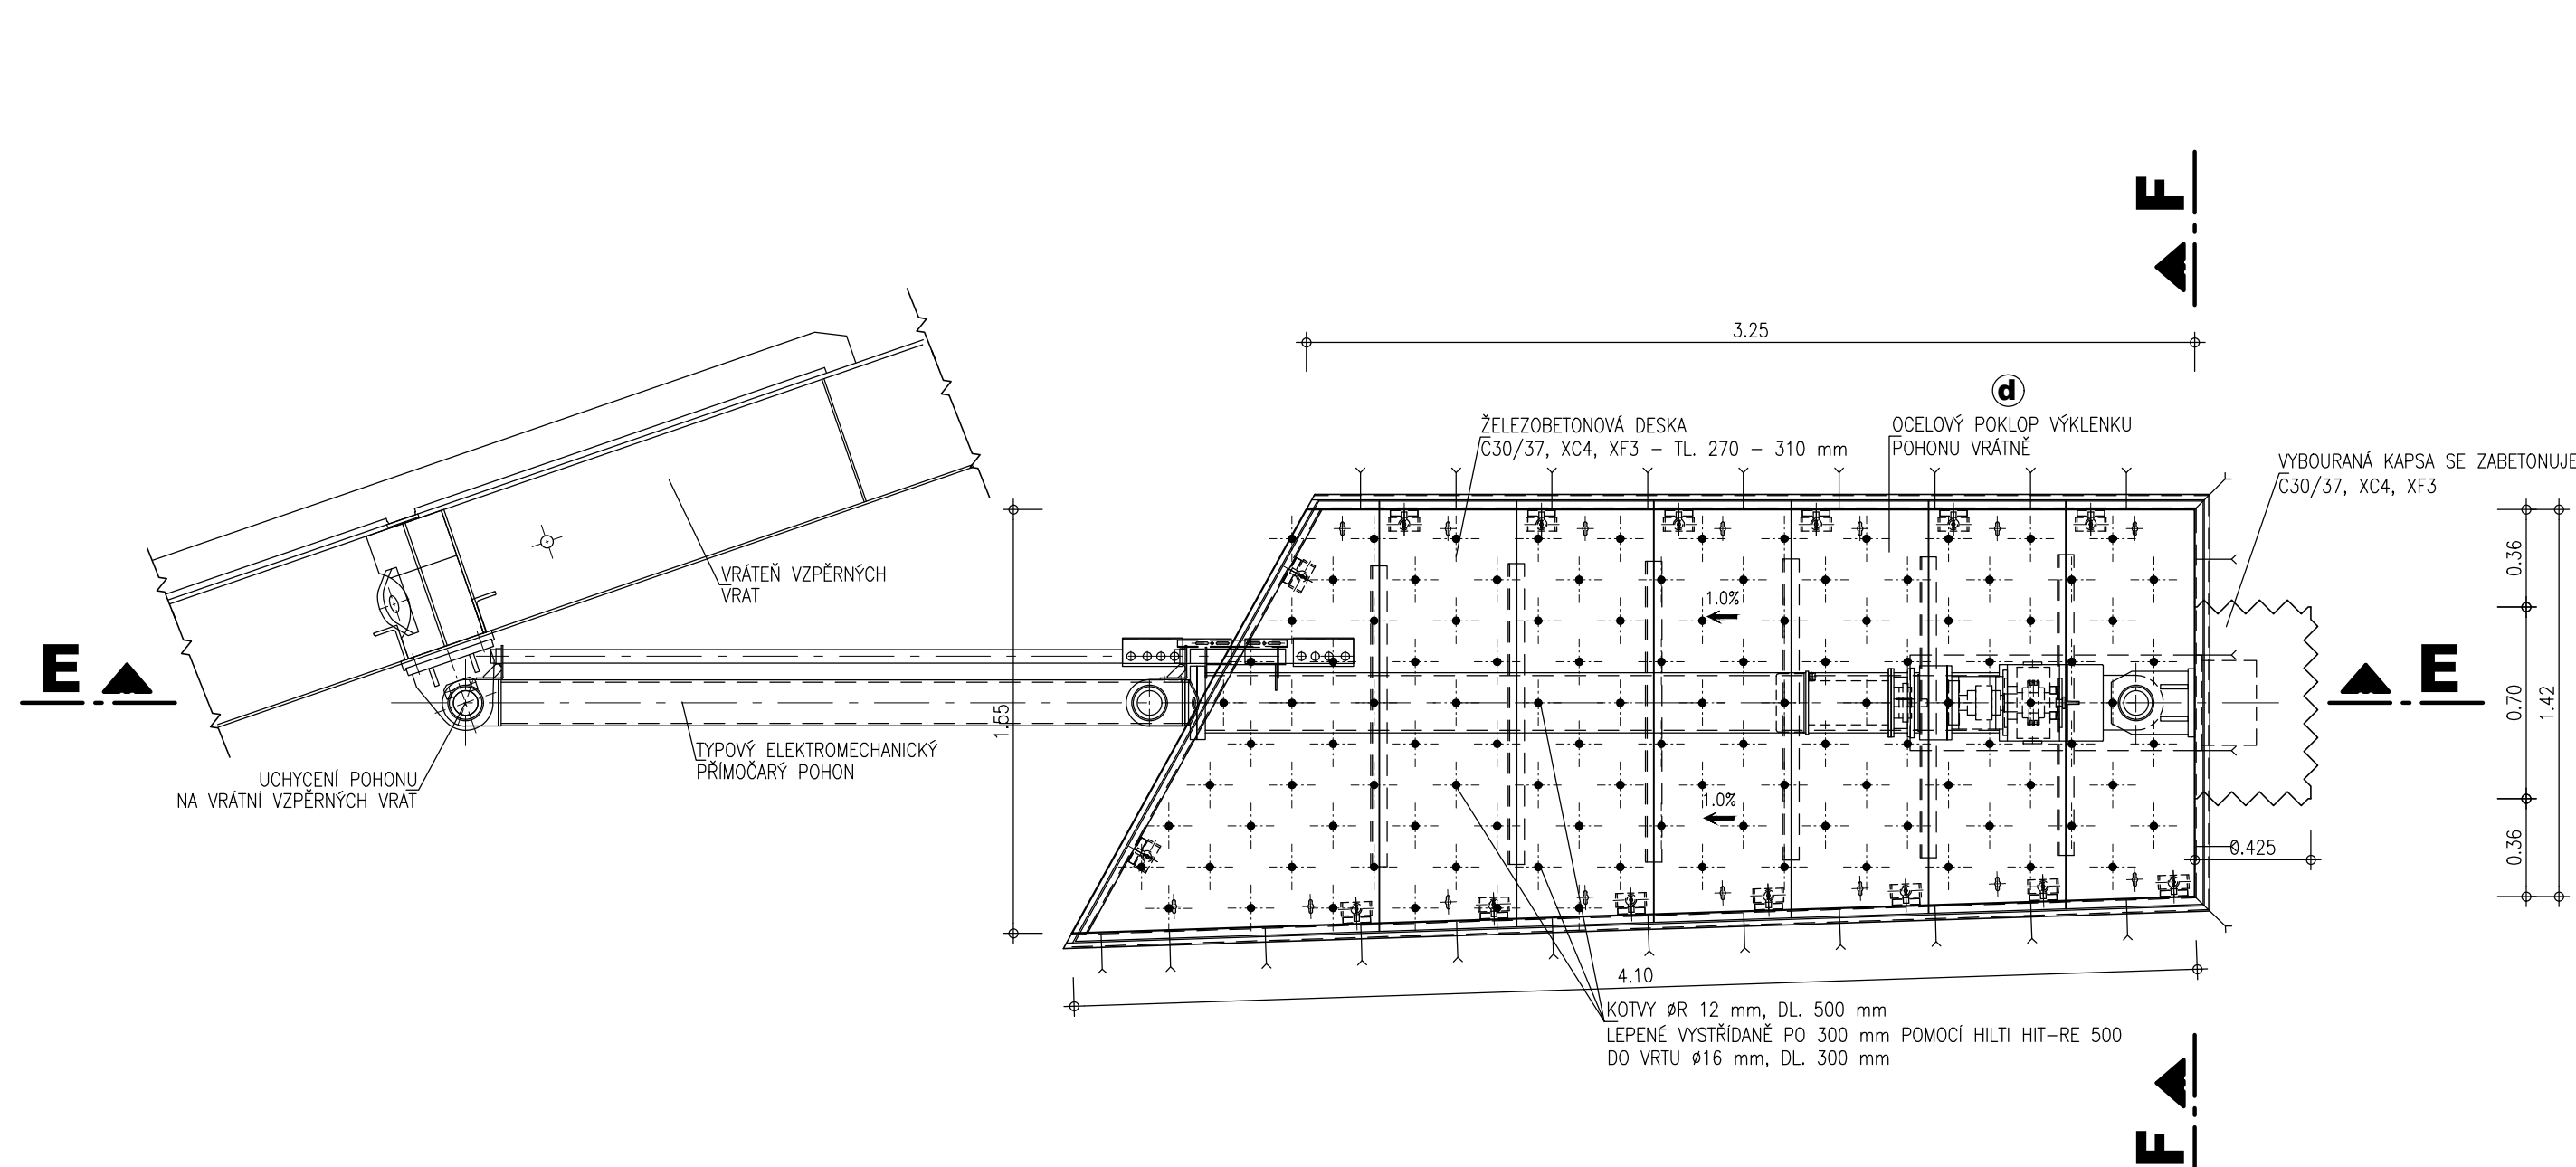 F
3.25
d
ŽELEZOBETONOVÁ DESKA
C30/37, XC4, XF3 – TL. 270 – 310 mm
OCELOVÝ POKLOP VÝKLENKU
POHONU VRÁTNĚ
VYBOURANÁ KAPSA SE ZABETONUJE
C30/37, XC4, XF3
VRÁTEŇ VZPĚRNÝCH
VRAT
1.0%
0.36
E
E
1.55
0.70
1.42
TYPOVÝ ELEKTROMECHANICKÝ
PŘÍMOČARÝ POHON
UCHYCENÍ POHONU
NA VRÁTNÍ VZPĚRNÝCH VRAT
1.0%
0.36
0.425
4.10
KOTVY øR 12 mm, DL. 500 mm
LEPENÉ VYSTŘÍDANĚ PO 300 mm POMOCÍ HILTI HIT–RE 500
DO VRTU ø16 mm, DL. 300 mm
F